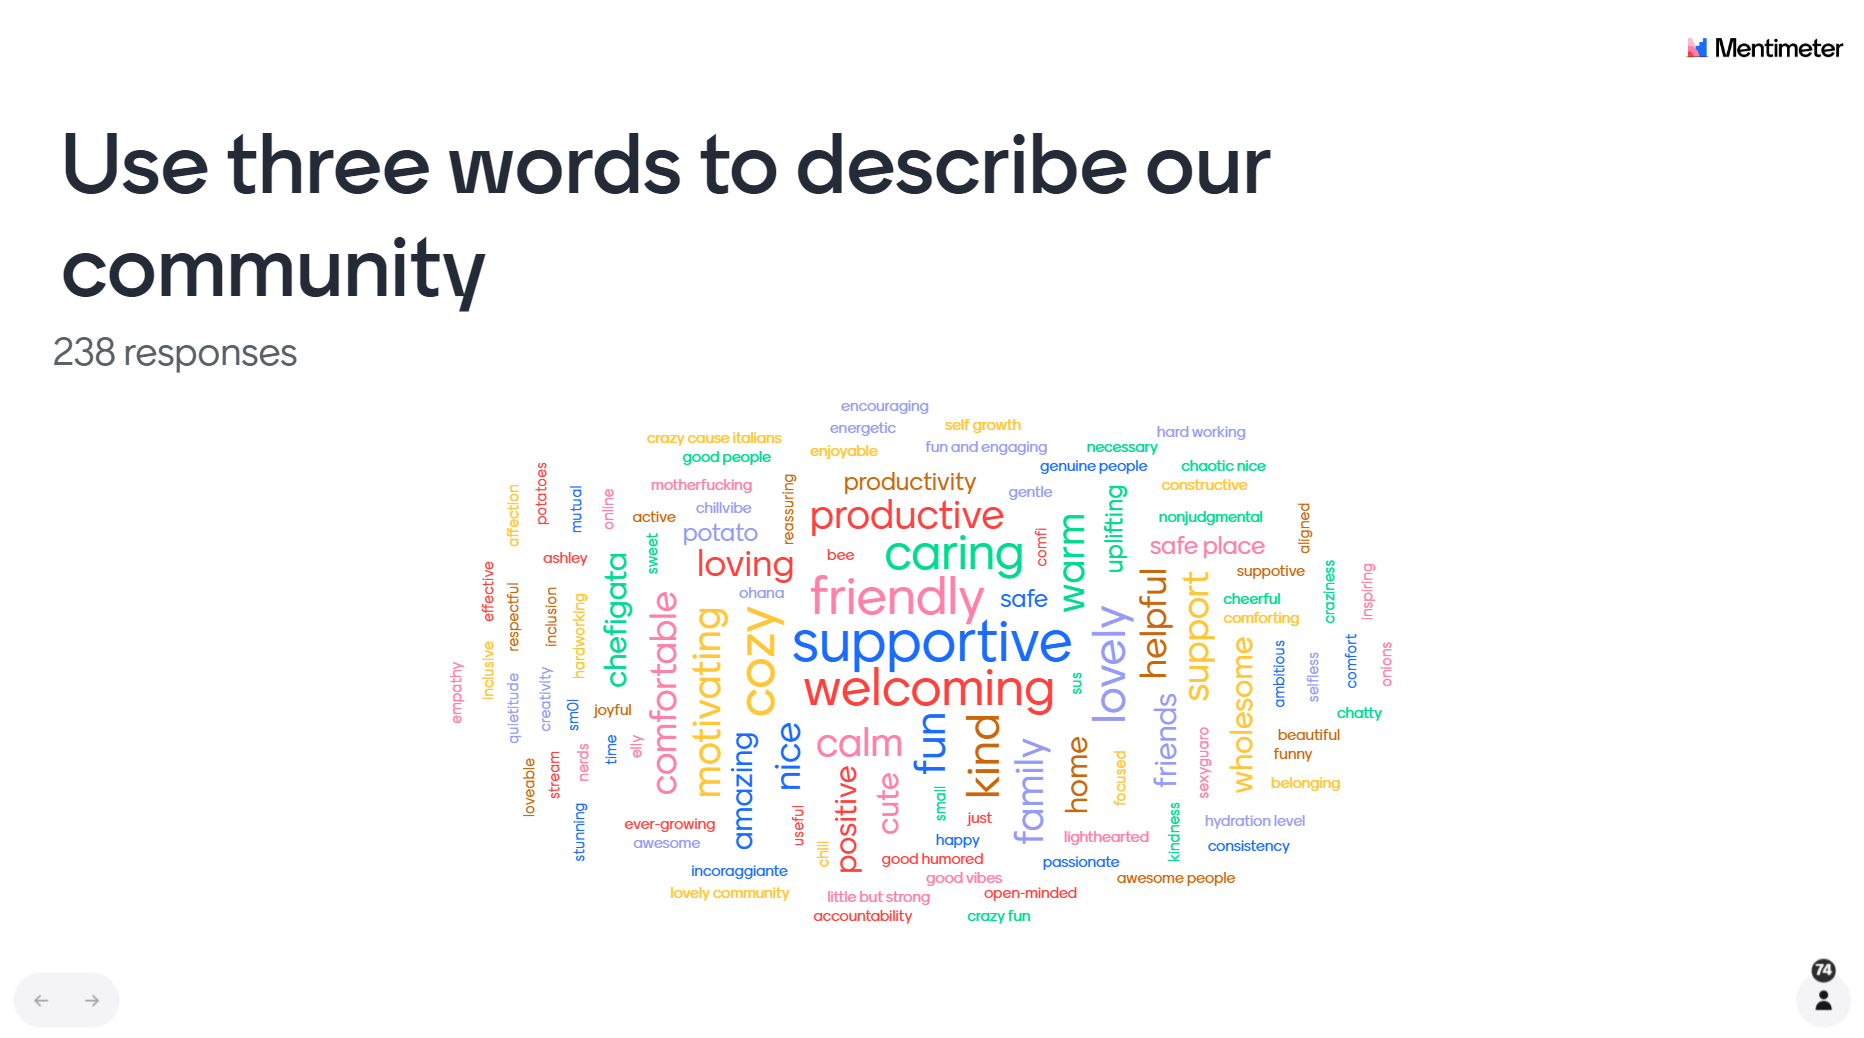 Mentimeter
Use three words to describe our
community
238 responses
encouraging
energetic
self growth
hard working
crazy cause italians
enjoyable
fun and engaging
necessary
good people
genuine people
chaotic nice
potatoes
affection
mutual
online
motherfucking
reassuring
productivity
gentle
constructive
chillvibe
active
productive
uplifting
nonjudgmental
aligned
potato
sweet
warm
comfi
safe place
ashley
loving
bee
caring
suppotive
effective
respectful
inclusion
hardworking
chefigata
ohana
friendly
safe
helpful
support
cheerful
comforting
craziness
Inspiring
comfortable
motivating
cozy
supportive
lovely
wholesome
ambitious
selfless
comfort
onions
empathy
Inclusive
quietitude
creativity
sm0l
joyful
welcoming
sus
friends
chatty
loveable
stream
nerds
time
elly
amazing
nice
calm
fun
kind
family
home
focused
sexyguaro
beautiful
funny
belonging
stunning
ever-growing
awesome
useful
chill
positive
cute
small
just
happy
lighthearted
kindness
hydration level
consistency
incoraggiante
good humored
passionate
good vibes
awesome people
lovely community
little but strong
open-minded
accountability
crazy fun
74